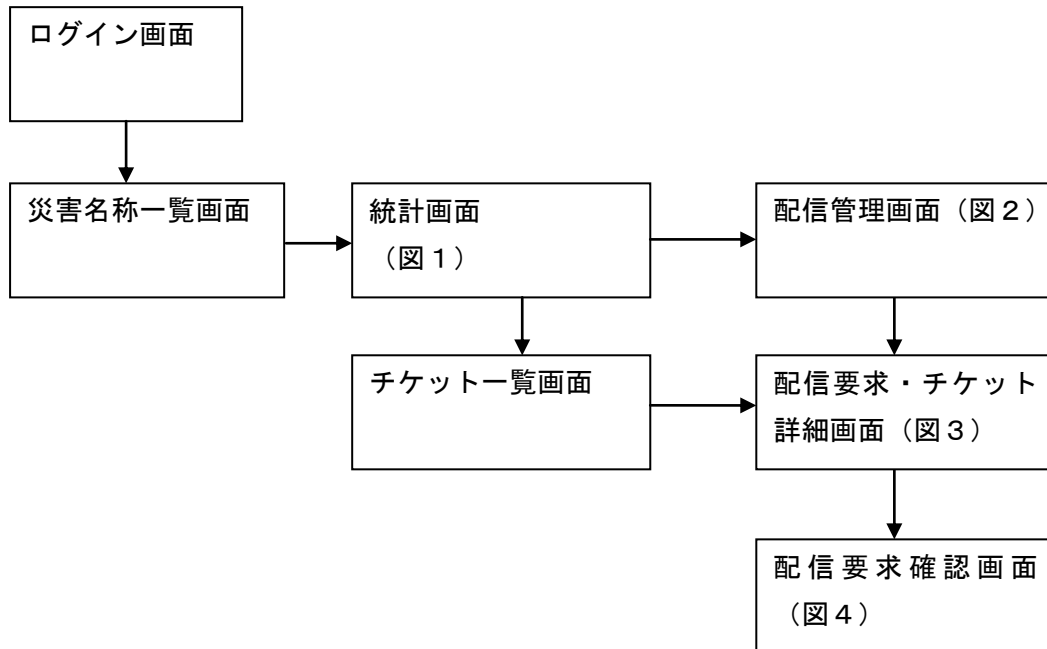 ログイン画面
災害名称一覧画面
統計画面
（図１）
配信管理画面（図２）
チケット一覧画面
配信要求・チケット
詳細画面（図３）
配信要求確認画面
（図４）